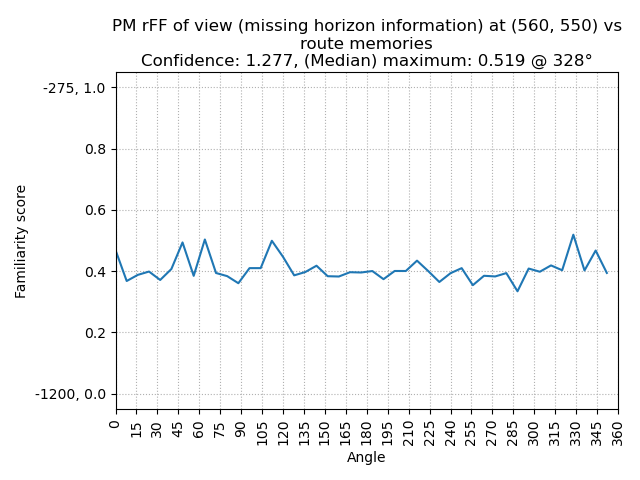 PM rFF of view (missing horizon information) at (560, 550) vs
route memories
Confidence: 1.277, (Median) maximum: 0.519 @ 328°
-275, 1.0
0.8
0.6
0.4
0.2
-1200, 0.0
Familiarity score
0 15 30 45 60 75 90 105 120 135 150 165 180 195 210 225 240 255 270 285 300 315 330 345 360
Angle